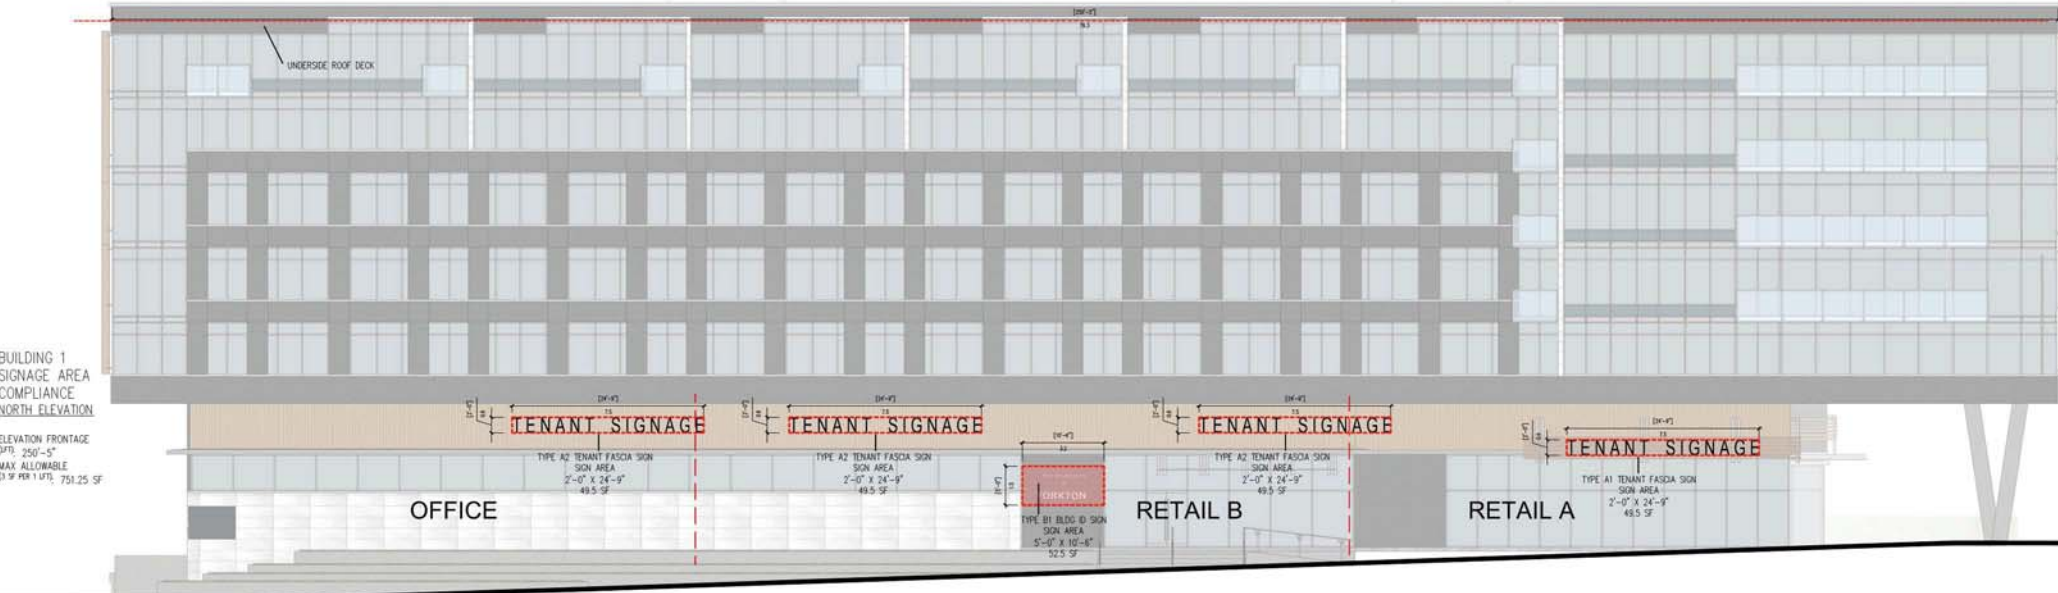 UNDERSIDE ROOF DECK
BUILDING 1
SIGNAGE AREA
COMPLIANCE
NORTH ELEVATION
ELEVATION FRONTAGE
250'-5"
MAX ALLOWABLE
751.25 SF
TENANT SIGNAGE
TYPE A2 TENANT FASCIA SIGN
SIGN AREA
2'-0" X 24'-9"
49.5 SF
TENANT SIGNAGE
TYPE A2 TENANT FASCIA SIGN
SIGN AREA
2'-0" X 24'-9"
49.5 SF
TYPE B1 BLDG ID SIGN
SIGN AREA
5'-0" X 10'-6"
52.5 SF
TENANT SIGNAGE
TYPE A2 TENANT FASCIA SIGN
SIGN AREA
2'-0" X 24'-9"
49.5 SF
TENANT SIGNAGE
TYPE A1 TENANT FASCIA SIGN
SIGN AREA
2'-0" X 24'-9"
49.5 SF
OFFICE
RETAIL B
RETAIL A